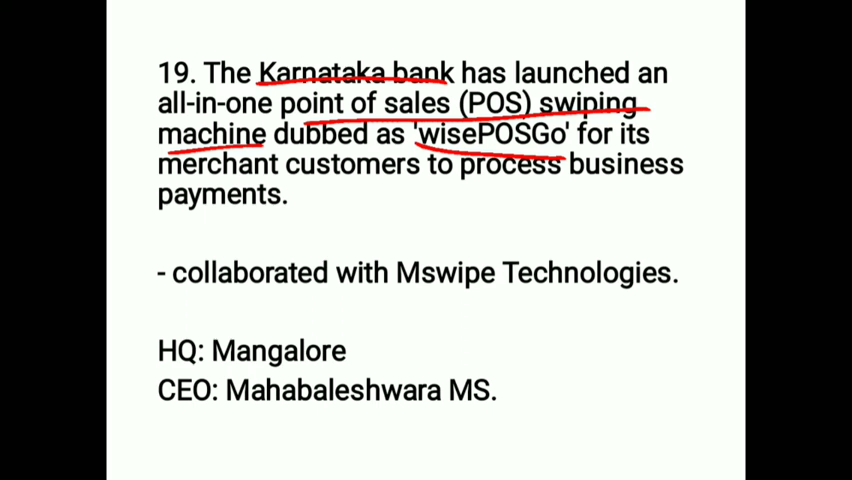 19. The Karnataka bank has launched an
all-in-one point of sales (POS) swiping
machine dubbed as 'wisePOSGo' for its
merchant customers to process business
payments.
- collaborated with Mswipe Technologies.
HQ: Mangalore
CEO: Mahabaleshwara MS.